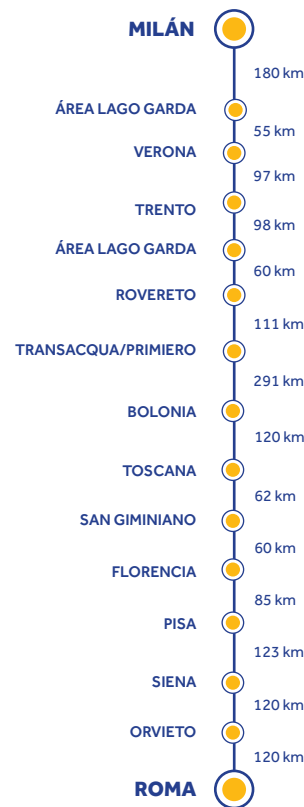 MILÁN
180 km
ÁREA LAGO GARDA
55 km
VERONA
97 km
TRENTO
98 km
ÁREA LAGO GARDA
60 km
ROVERETO
111 km
TRANSACQUA/PRIMIERO
291 km
BOLONIA
120 km
TOSCANA
62 km
SAN GIMINIANO
60 km
FLORENCIA
85 km
PISA
123 km
SIENA
120 km
ORVIETO
120 km
ROMA